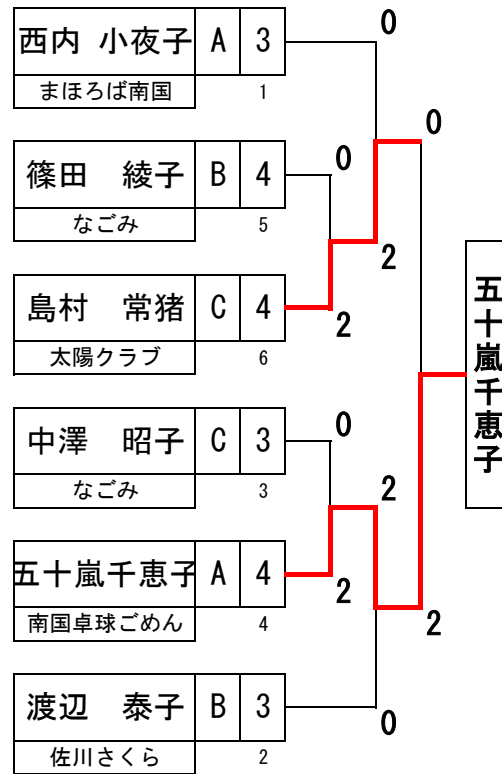 西内 小夜子 A 3
まほろば南国 1
篠田 綾子 B 4
なごみ 5
島村 常猪 C 4
太陽クラブ 6
中澤 昭子 C 3
なごみ 3
五十嵐千恵子 A 4
南国卓球ごめん 4
渡辺 泰子 B 3
佐川さくら 2
0
0
0
2
2
0
2
2
2
0
五十嵐千恵子